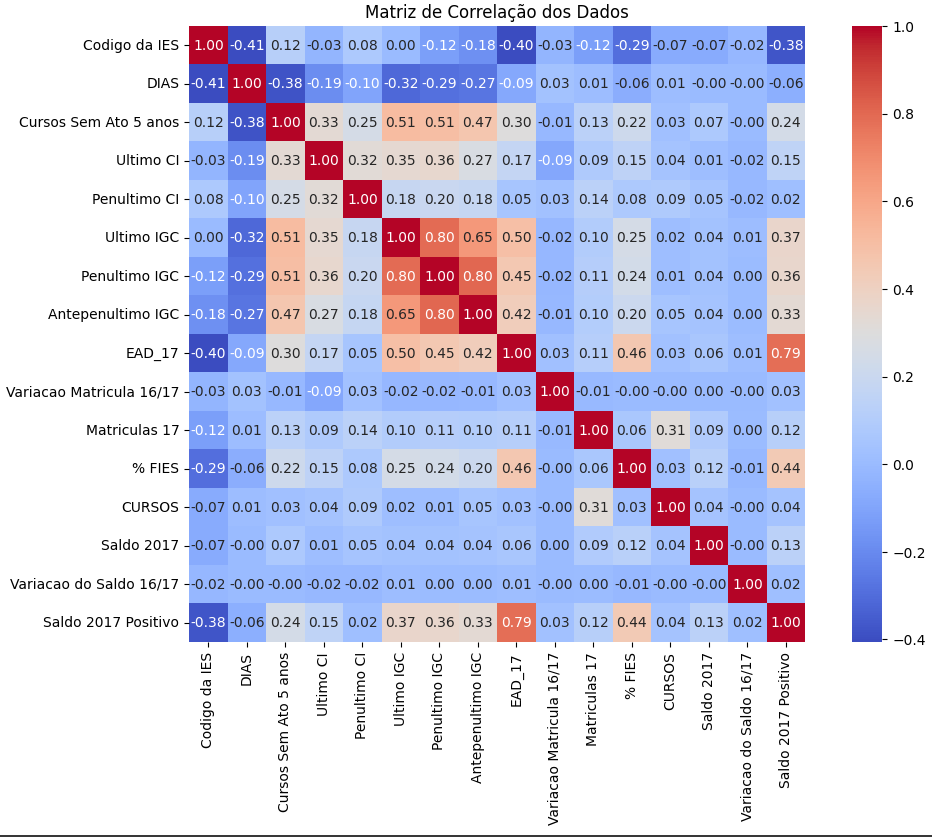 Matriz de Correlação dos Dados
Codigo da IES 1.00 -0.41 0.12 -0.03 0.08 0.00 -0.12 -0.18 -0.40 -0.03 -0.12 -0.29 -0.07 -0.07 -0.02 -0.38
DIAS -0.41 1.00 -0.38 -0.19 -0.10 -0.32 -0.29 -0.27 -0.09 0.03 0.01 -0.06 0.01 -0.00 -0.00 -0.06
Cursos Sem Ato 5 anos 0.12 -0.38 1.00 0.33 0.25 0.51 0.51 0.47 0.30 -0.01 0.13 0.22 0.03 0.07 -0.00 0.24
Ultimo CI -0.03 -0.19 0.33 1.00 0.32 0.35 0.36 0.27 0.17 -0.09 0.09 0.15 0.04 0.01 -0.02 0.15
Penultimo CI 0.08 -0.10 0.25 0.32 1.00 0.18 0.20 0.18 0.05 0.03 0.14 0.08 0.09 0.05 -0.02 0.02
Ultimo IGC 0.00 -0.32 0.51 0.35 0.18 1.00 0.80 0.65 0.50 -0.02 0.10 0.25 0.02 0.04 0.01 0.37
Penultimo IGC -0.12 -0.29 0.51 0.36 0.20 0.80 1.00 0.80 0.45 -0.02 0.11 0.24 0.01 0.04 0.00 0.36
Antepenultimo IGC -0.18 -0.27 0.47 0.27 0.18 0.65 0.80 1.00 0.42 -0.01 0.10 0.20 0.05 0.04 0.00 0.33
EAD_17 -0.40 -0.09 0.30 0.17 0.05 0.50 0.45 0.42 1.00 0.03 0.11 0.46 0.03 0.06 0.01 0.79
Variacao Matricula 16/17 -0.03 0.03 -0.01 -0.09 0.03 -0.02 -0.02 -0.01 0.03 1.00 -0.01 -0.00 -0.00 0.00 -0.00 0.03
Matriculas 17 -0.12 0.01 0.13 0.09 0.14 0.10 0.11 0.10 0.11 -0.01 1.00 0.06 0.31 0.09 0.00 0.12
% FIES -0.29 -0.06 0.22 0.15 0.08 0.25 0.24 0.20 0.46 -0.00 0.06 1.00 0.03 0.12 -0.01 0.44
CURSOS -0.07 0.01 0.03 0.04 0.09 0.02 0.01 0.05 0.03 -0.00 0.31 0.03 1.00 0.04 -0.00 0.04
Saldo 2017 -0.07 -0.00 0.07 0.01 0.05 0.04 0.04 0.04 0.06 0.00 0.09 0.12 0.04 1.00 -0.00 0.13
Variacao do Saldo 16/17 -0.02 -0.00 -0.00 -0.02 -0.02 0.01 0.00 0.00 0.01 -0.00 0.00 -0.01 -0.00 -0.00 1.00 0.02
Saldo 2017 Positivo -0.38 -0.06 0.24 0.15 0.02 0.37 0.36 0.33 0.79 0.03 0.12 0.44 0.04 0.13 0.02 1.00
Codigo da IES
DIAS
Cursos Sem Ato 5 anos
Ultimo CI
Penultimo CI
Ultimo IGC
Penultimo IGC
Antepenultimo IGC
EAD_17
Variacao Matricula 16/17
Matriculas 17
% FIES
CURSOS
Saldo 2017
Variacao do Saldo 16/17
Saldo 2017 Positivo
1.0
0.8
0.6
0.4
0.2
0.0
−0.2
−0.4